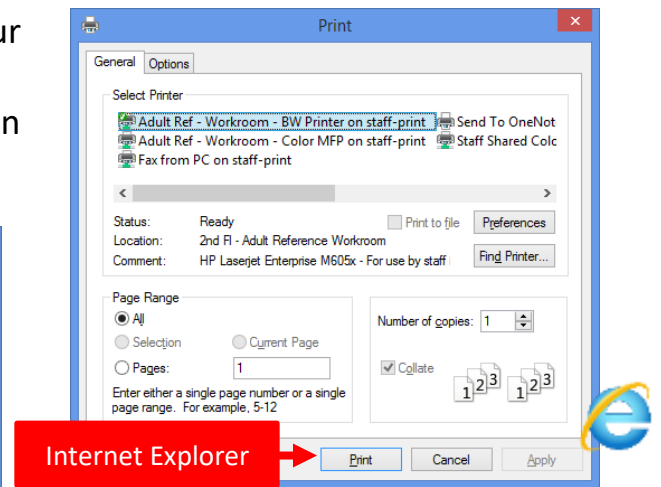 ur
n
Print
General Options
Select Printer
Adult Ref - Workroom - BW Printer on staff-print Send To OneNot
Adult Ref - Workroom - Color MFP on staff-print Staff Shared Colc
Fax from PC on staff-print
Status: Ready Print to file Preferences
Location: 2nd Fl - Adult Reference Workroom
Comment: HP Laserjet Enterprise M605x - For use by staff Find Printer...
Page Range
All Number of copies: 1
Selection Current Page
Pages: 1 Collate
1 2 3 1 2 3
Enter either a single page number or a single
page range. For example, 5-12
Internet Explorer Print Cancel Apply